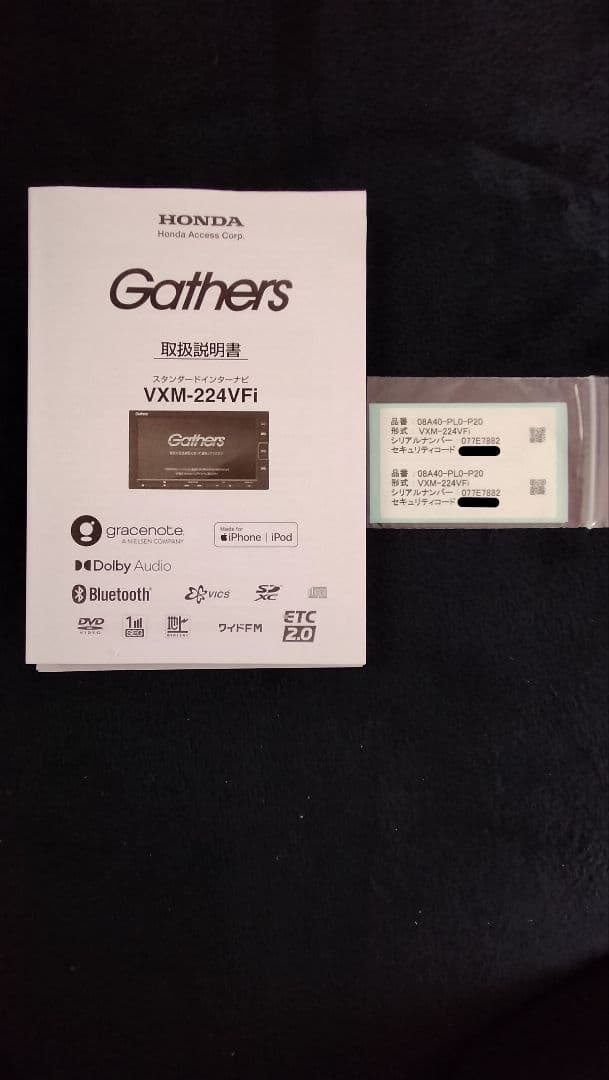 HONDA
Honda Access Corp.
Gathers
取扱説明書
スタンダードインターナビ
VXM-224VFi
Gathers
Gathers
gracenote.
A NIELSEN COMPANY
Made for
iPhone | iPod
Dolby Audio
Bluetooth
VICS
SD XC
DVD VIDEO
1 SEG
ワイドFM
ETC 2.0
品番 : 08A40-PL0-P20
形式 : VXM-224VFi
シリアルナンバー : 077E7882
セキュリティコード
品番 : 08A40-PL0-P20
形式 : VXM-224VFi
シリアルナンバー : 077E7882
セキュリティコード